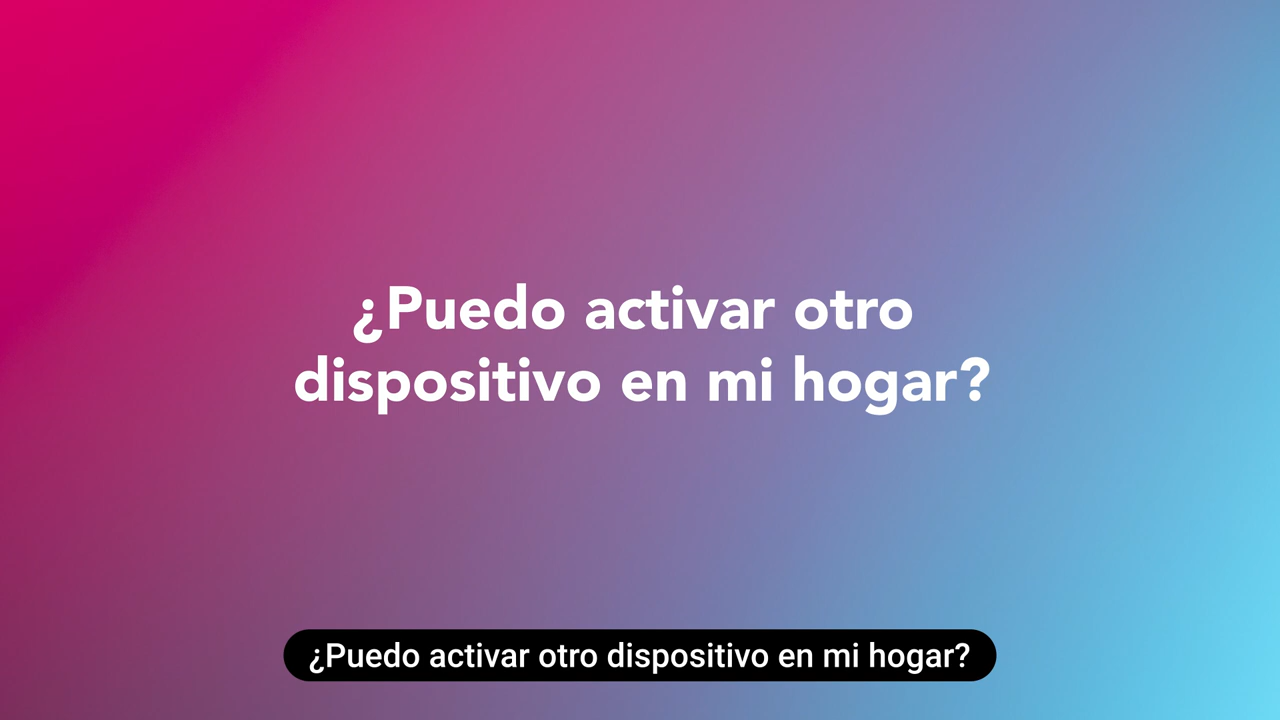 ¿Puedo activar otro
dispositivo en mi hogar?
¿Puedo activar otro dispositivo en mi hogar?